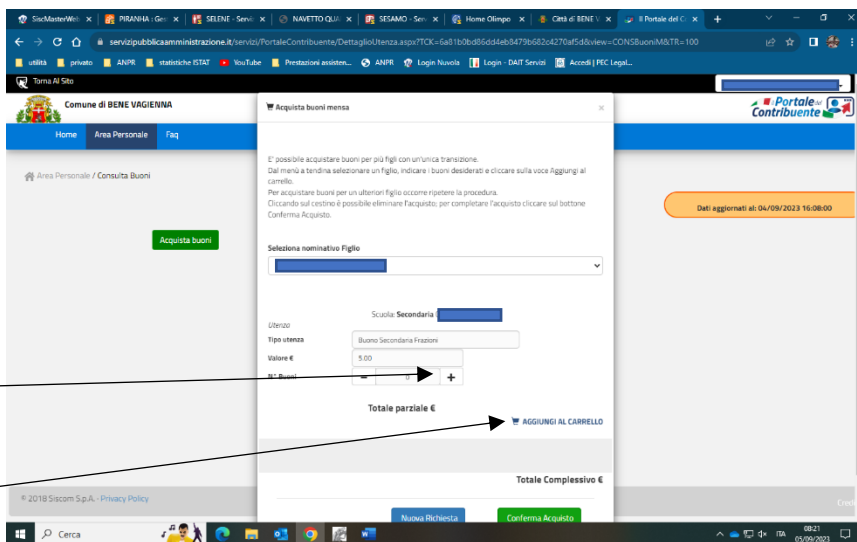 SiscMasterWeb
PIRANHA : Ge
SELENE - Serviz
NAVETTO QUA
SESAMO - Serv
Home Olimpo
Città di BENE V
Il Portale del C
servizipubblicaamministrazione.it/servizi/PortaleContribuente/DettaglioUtenza.aspx?TCK=6a81b0bd86dd4eb8479b682c4270af5d&view=CONSBuoniM&TR=100
utilità privato ANPR statistiche ISTAT YouTube Prestazioni assisten... ANPR Login Nuvola Login - DAIT Servizi Accedi | PEC Legal...
Torna Al Sito
Comune di BENE VAGIENNA
Portale del Contribuente
Home Area Personale Faq
Area Personale / Consulta Buoni
Dati aggiornati al: 04/09/2023 16:08:00
Acquista buoni
Acquista buoni mensa ×
E' possibile acquistare buoni per più figli con un'unica transizione.
Dal menù a tendina selezionare un figlio, indicare i buoni desiderati e cliccare sulla voce Aggiungi al
carrello.
Per acquistare buoni per un ulteriori figlio occorre ripetere la procedura.
Cliccando sul cestino è possibile eliminare l'acquisto; per completare l'acquisto cliccare sul bottone
Conferma Acquisto.
Seleziona nominativo Figlio
Scuola: Secondaria
Utenza
Tipo utenza Buono Secondaria Frazioni
Valore € 5.00
N° Buoni − 0 +
Totale parziale €
AGGIUNGI AL CARRELLO
Totale Complessivo €
Nuova Richiesta Conferma Acquisto
© 2018 Siscom S.p.A. - Privacy Policy
Credi
Cerca
ITA
08:21
05/09/2023